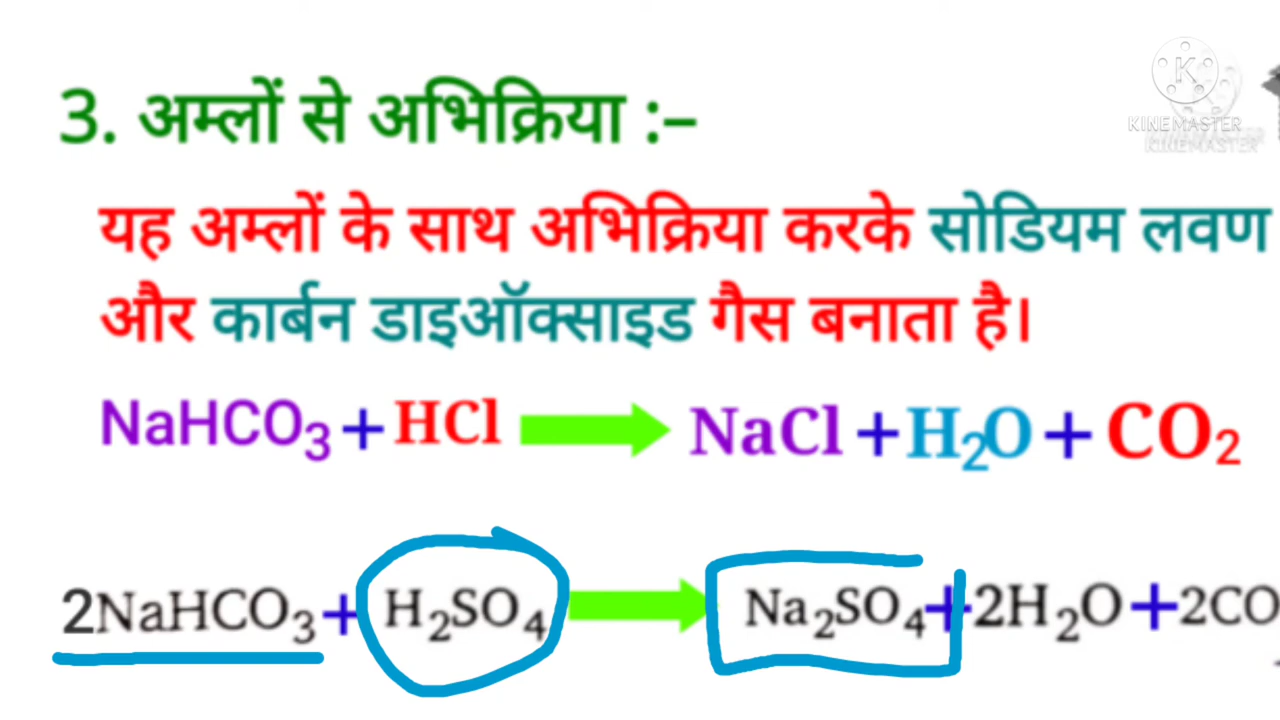 K
KINEMASTER
KINEMASTER
3. अम्लों से अभिक्रिया :–
यह अम्लों के साथ अभिक्रिया करके सोडियम लवण
और कार्बन डाइऑक्साइड गैस बनाता है।
NaHCO₃ + HCl → NaCl + H₂O + CO₂
2NaHCO₃ + H₂SO₄ → Na₂SO₄ + 2H₂O + 2CO